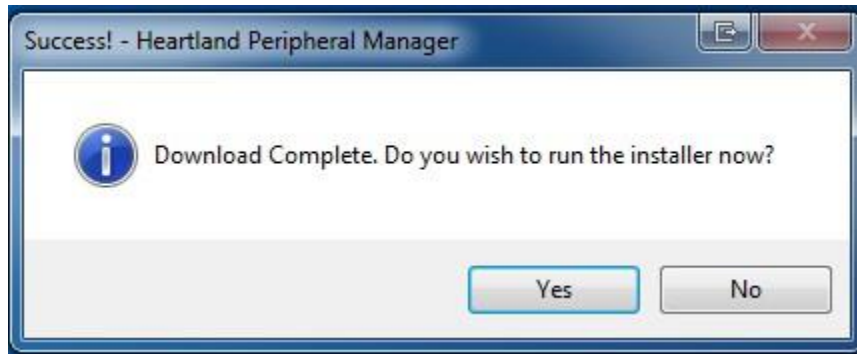 Success! - Heartland Peripheral Manager
Download Complete. Do you wish to run the installer now?
Yes No